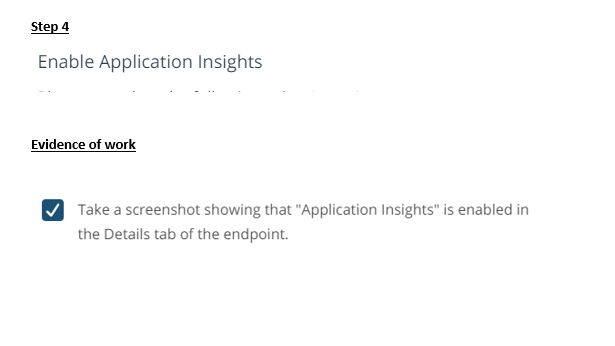 Step 4
Enable Application Insights
Evidence of work
Take a screenshot showing that "Application Insights" is enabled in
the Details tab of the endpoint.